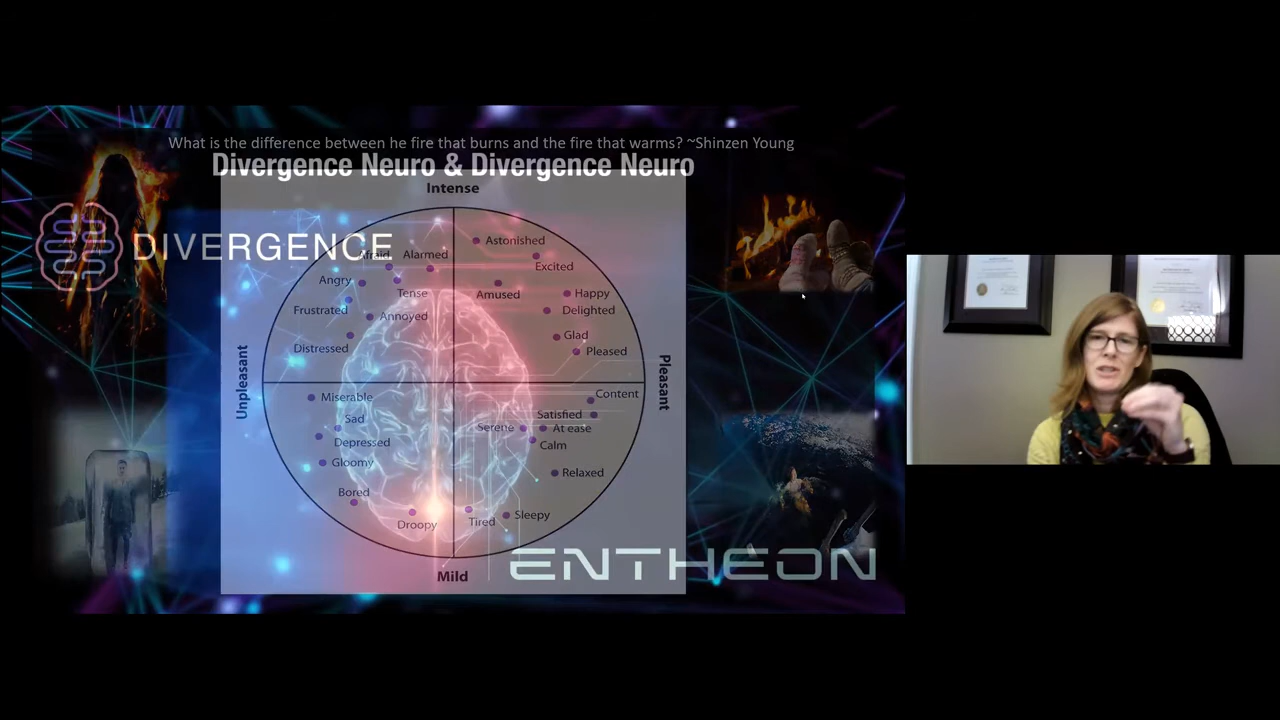 What is the difference between he fire that burns and the fire that warms? ~Shinzen Young
Divergence Neuro & Divergence Neuro
Intense
DIVERGENCE
Astonished
Afraid
Alarmed
Excited
Angry
Tense
Amused
Happy
Frustrated
Annoyed
Delighted
Distressed
Glad
Pleased
Unpleasant
Pleasant
Miserable
Content
Sad
Satisfied
Depressed
Serene
At ease
Calm
Gloomy
Relaxed
Bored
Droopy
Tired
Sleepy
ENTHEON
Mild